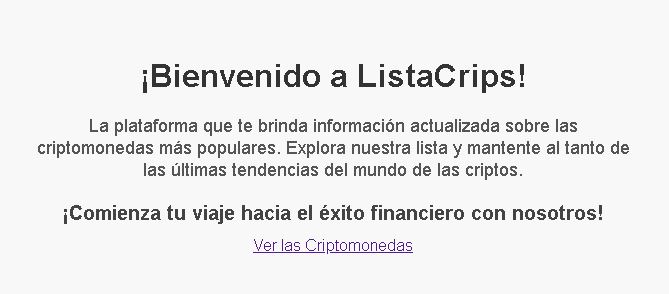 ¡Bienvenido a ListaCrips!
La plataforma que te brinda información actualizada sobre las
criptomonedas más populares. Explora nuestra lista y mantente al tanto de
las últimas tendencias del mundo de las criptos.
¡Comienza tu viaje hacia el éxito financiero con nosotros!
Ver las Criptomonedas